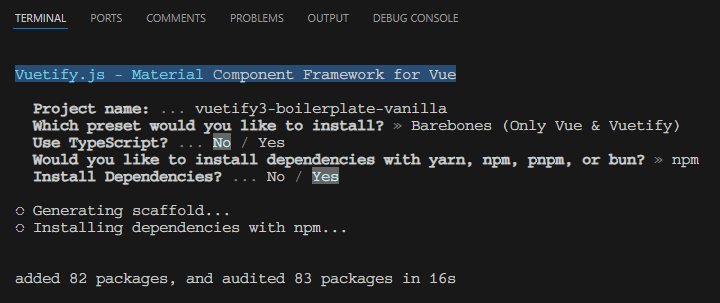 TERMINAL PORTS COMMENTS PROBLEMS OUTPUT DEBUG CONSOLE
Vuetify.js - Material Component Framework for Vue
Project name: ... vuetify3-boilerplate-vanilla
Which preset would you like to install? » Barebones (Only Vue & Vuetify)
Use TypeScript? ... No / Yes
Would you like to install dependencies with yarn, npm, pnpm, or bun? » npm
Install Dependencies? ... No / Yes
◌ Generating scaffold...
◌ Installing dependencies with npm...
added 82 packages, and audited 83 packages in 16s